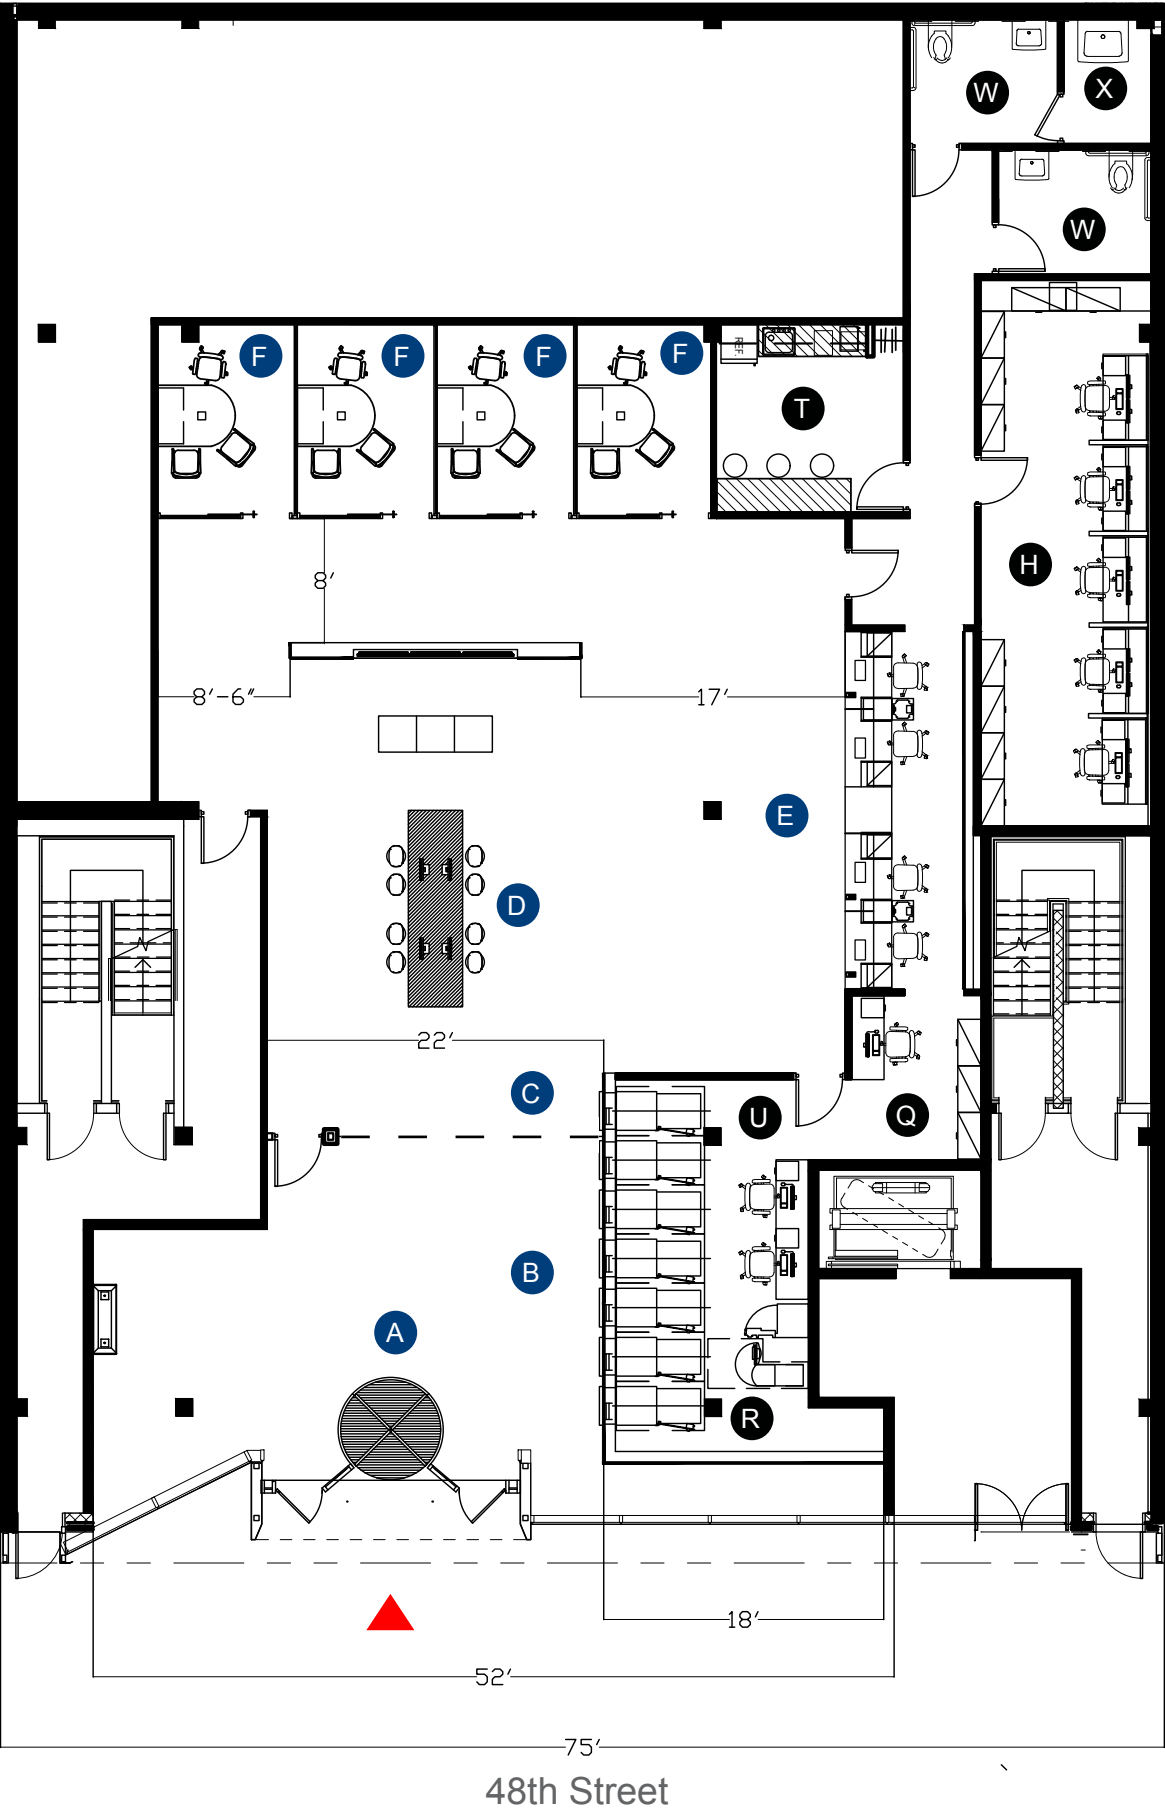 W
X
W
F
F
F
F
REF.
T
H
8'
8'-6"
17'
E
D
22'
C
U
Q
B
A
R
18'
52'
75'
48th Street